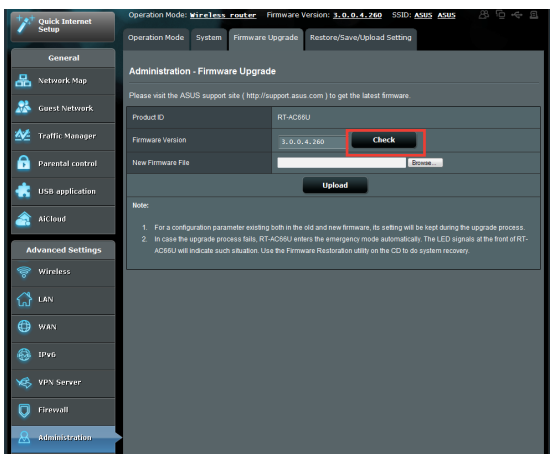 Quick Internet
Setup
Operation Mode: Wireless router Firmware Version: 3.0.0.4.260 SSID: ASUS ASUS
Operation Mode System Firmware Upgrade Restore/Save/Upload Setting
General
Network Map
Guest Network
Traffic Manager
Parental control
USB application
AiCloud
Advanced Settings
Wireless
LAN
WAN
IPv6
VPN Server
Firewall
Administration
Administration - Firmware Upgrade
Please visit the ASUS support site ( http://support.asus.com ) to get the latest firmware.
Product ID RT-AC66U
Firmware Version 3.0.0.4.260 Check
New Firmware File Browse...
Upload
Note:
1. For a configuration parameter existing both in the old and new firmware, its setting will be kept during the upgrade process.
2. In case the upgrade process fails, RT-AC66U enters the emergency mode automatically. The LED signals at the front of RT-
AC66U will indicate such situation. Use the Firmware Restoration utility on the CD to do system recovery.